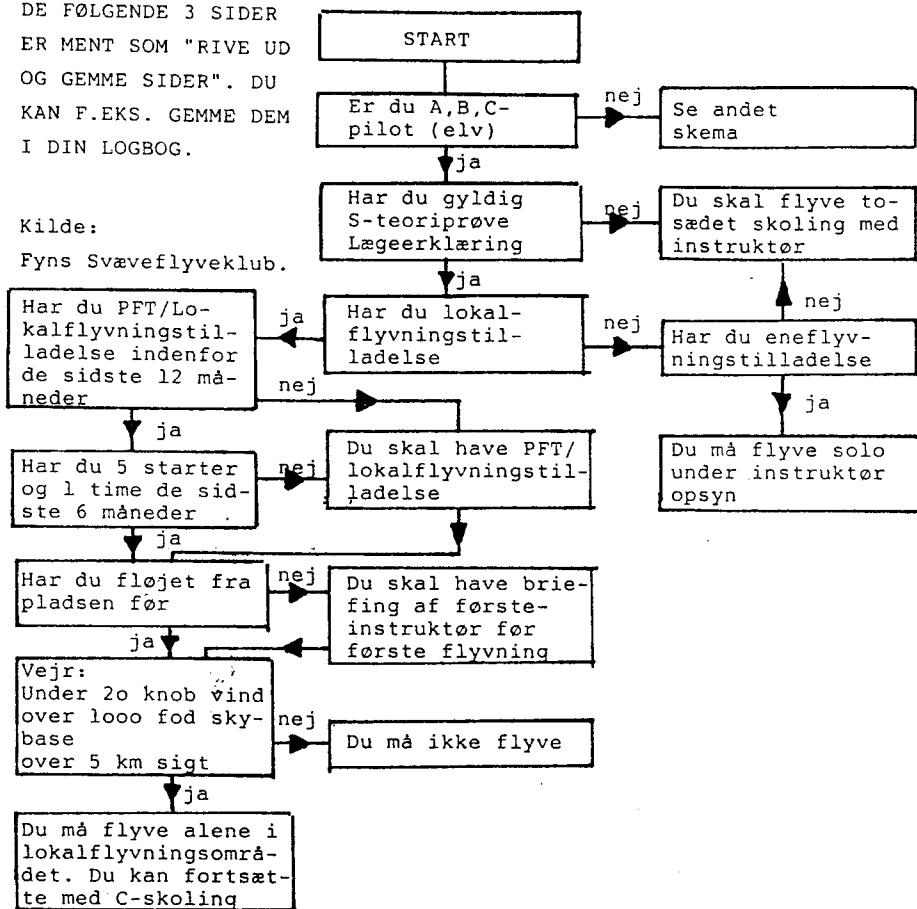 DE FØLGENDE 3 SIDER
ER MENT SOM "RIVE UD
OG GEMME SIDER". DU
KAN F.EKS. GEMME DEM
I DIN LOGBOG.
Kilde:
Fyns Svæveflyveklub.
START
Er du A,B,C-
pilot (elv)
nej
Se andet
skema
ja
Har du gyldig
S-teoriprøve
Lægeerklæring
nej
Du skal flyve to-
sædet skoling med
instruktør
ja
Har du lokal-
flyvningstil-
ladelse
nej
Har du eneflyv-
ningstilladelse
nej
ja
Du må flyve solo
under instruktør
opsyn
ja
Har du PFT/Lo-
kalflyvningstil-
ladelse indenfor
de sidste 12 må-
neder
nej
Du skal have PFT/
lokalflyvningstil-
ladelse
ja
Har du 5 starter
og 1 time de sid-
ste 6 måneder
nej
ja
Har du fløjet fra
pladsen før
nej
Du skal have brie-
fing af første-
instruktør før
første flyvning
ja
Vejr:
Under 2o knob vind
over looo fod sky-
base
over 5 km sigt
nej
Du må ikke flyve
ja
Du må flyve alene i
lokalflyvningsområ-
det. Du kan fortsæt-
te med C-skoling